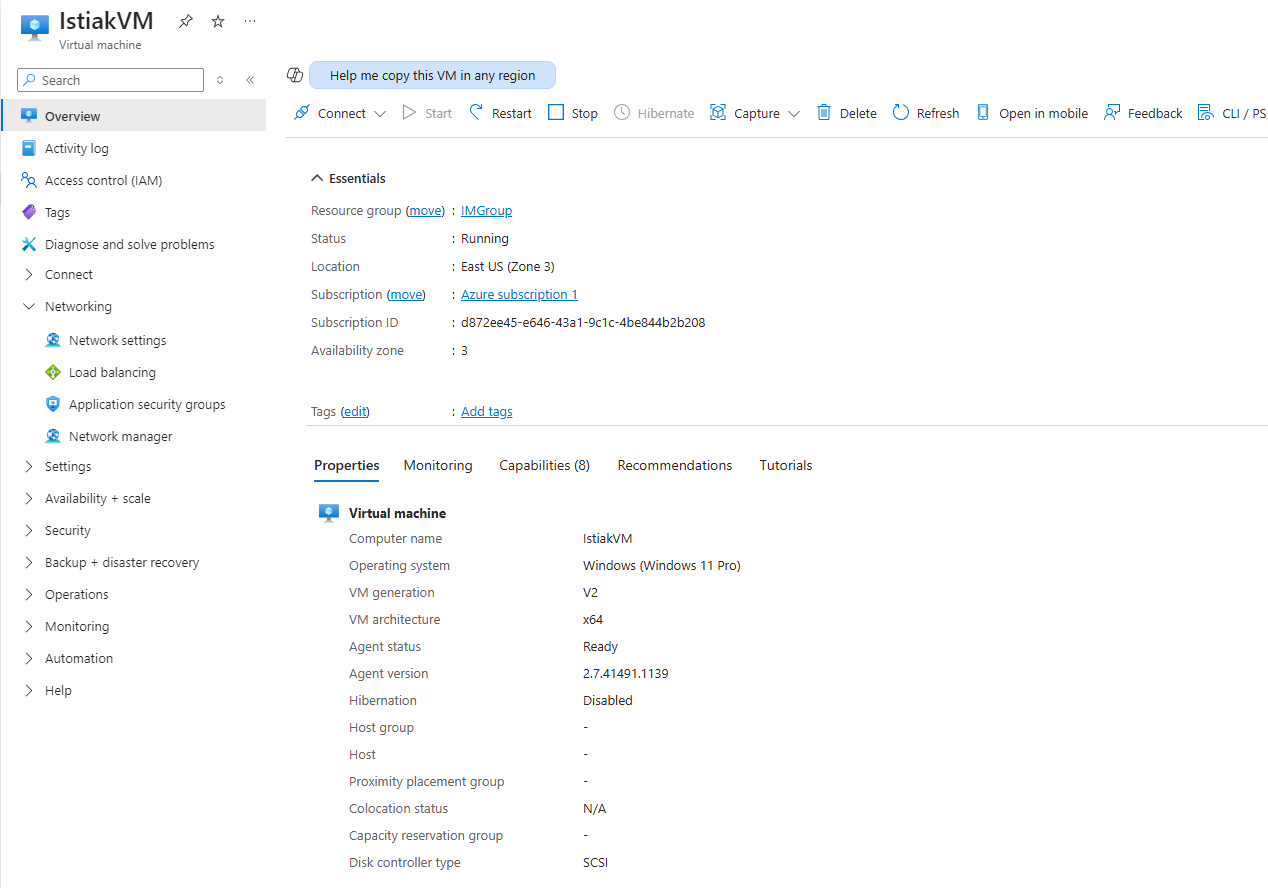 IstiakVM
Virtual machine
Search
Overview
Activity log
Access control (IAM)
Tags
Diagnose and solve problems
Connect
Networking
Network settings
Load balancing
Application security groups
Network manager
Settings
Availability + scale
Security
Backup + disaster recovery
Operations
Monitoring
Automation
Help
Help me copy this VM in any region
Connect Start Restart Stop Hibernate Capture Delete Refresh Open in mobile Feedback CLI / PS
Essentials
Resource group (move) : IMGroup
Status : Running
Location : East US (Zone 3)
Subscription (move) : Azure subscription 1
Subscription ID : d872ee45-e646-43a1-9c1c-4be844b2b208
Availability zone : 3
Tags (edit) : Add tags
Properties Monitoring Capabilities (8) Recommendations Tutorials
Virtual machine
Computer name IstiakVM
Operating system Windows (Windows 11 Pro)
VM generation V2
VM architecture x64
Agent status Ready
Agent version 2.7.41491.1139
Hibernation Disabled
Host group -
Host -
Proximity placement group -
Colocation status N/A
Capacity reservation group -
Disk controller type SCSI